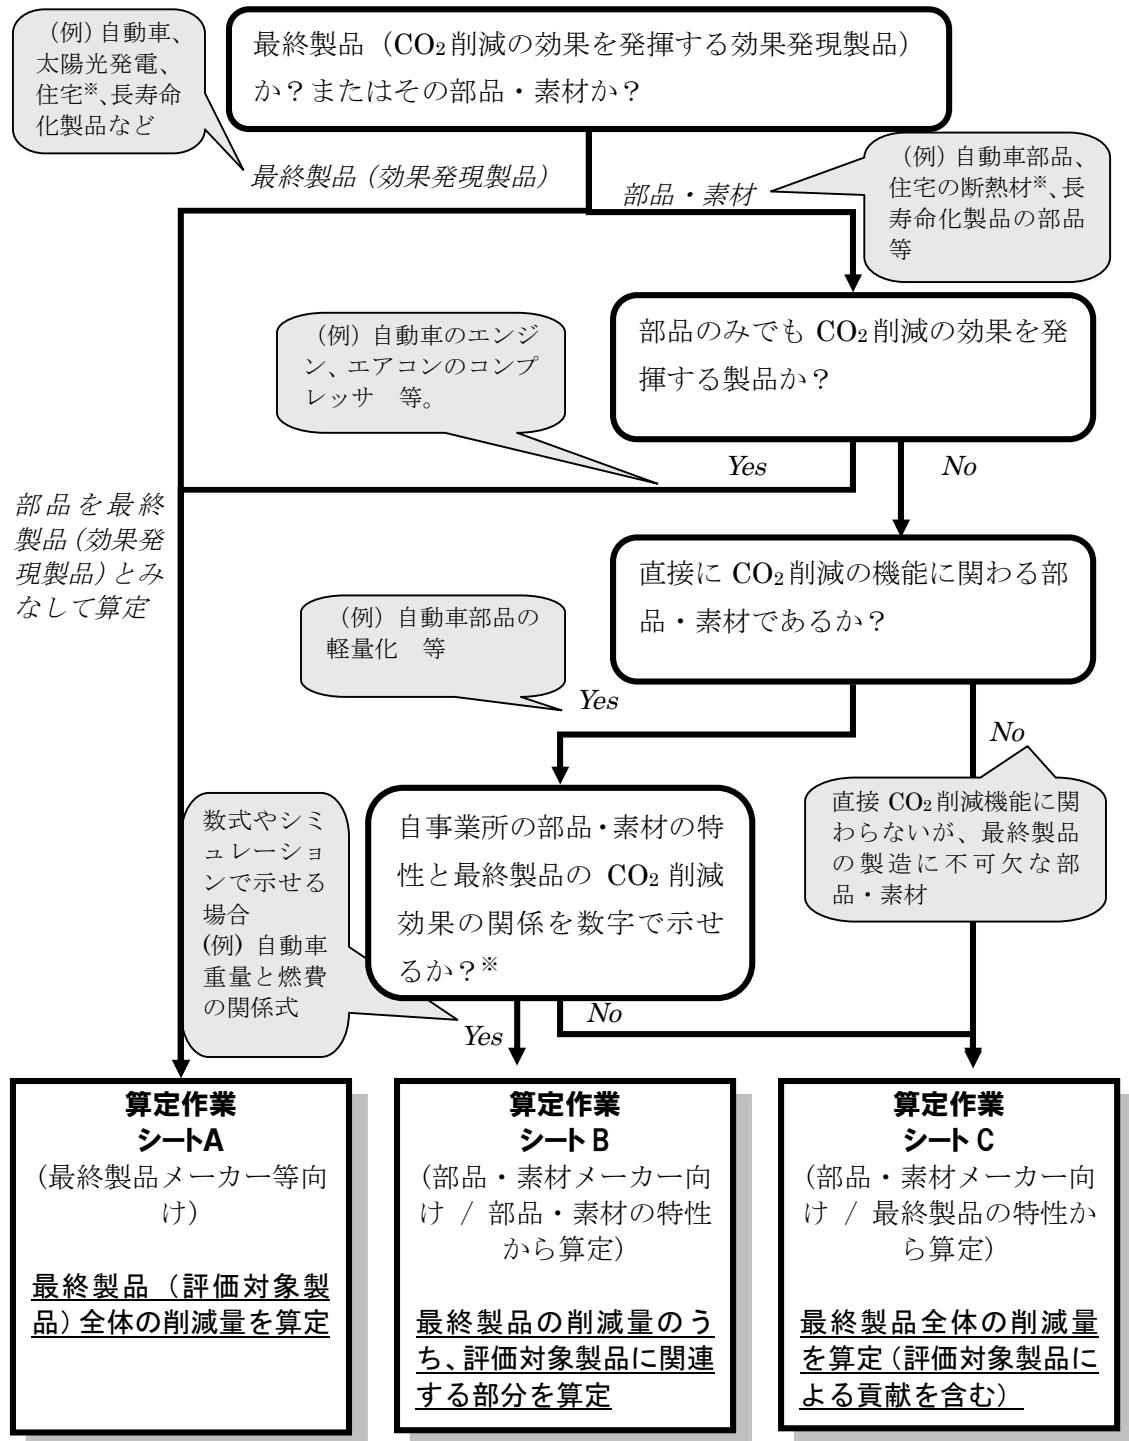 （例）自動車、
太陽光発電、
住宅※、長寿命
化製品など
最終製品（CO₂削減の効果を発揮する効果発現製品）
か？またはその部品・素材か？
最終製品（効果発現製品）
部品・素材
（例）自動車部品、
住宅の断熱材※、長
寿命化製品の部品
等
（例）自動車のエンジ
ン、エアコンのコンプ
レッサ　等。
部品のみでも CO₂削減の効果を発
揮する製品か？
Yes
No
部品を最終
製品（効果発
現製品）とみ
なして算定
直接に CO₂削減の機能に関わる部
品・素材であるか？
（例）自動車部品の
軽量化　等
Yes
No
直接 CO₂削減機能に関
わらないが、最終製品
の製造に不可欠な部
品・素材
数式やシミ
ュレーショ
ンで示せる
場合
(例）自動車
重量と燃費
の関係式
自事業所の部品・素材の特
性と最終製品の CO₂ 削減
効果の関係を数字で示せ
るか？※
Yes
No
算定作業
シートA
（最終製品メーカー等向
け）
最終製品（評価対象製
品）全体の削減量を算定
算定作業
シート B
（部品・素材メーカー向
け / 部品・素材の特性
から算定）
最終製品の削減量のう
ち、評価対象製品に関連
する部分を算定
算定作業
シート C
（部品・素材メーカー向
け / 最終製品の特性か
ら算定）
最終製品全体の削減量
を算定（評価対象製品に
よる貢献を含む）